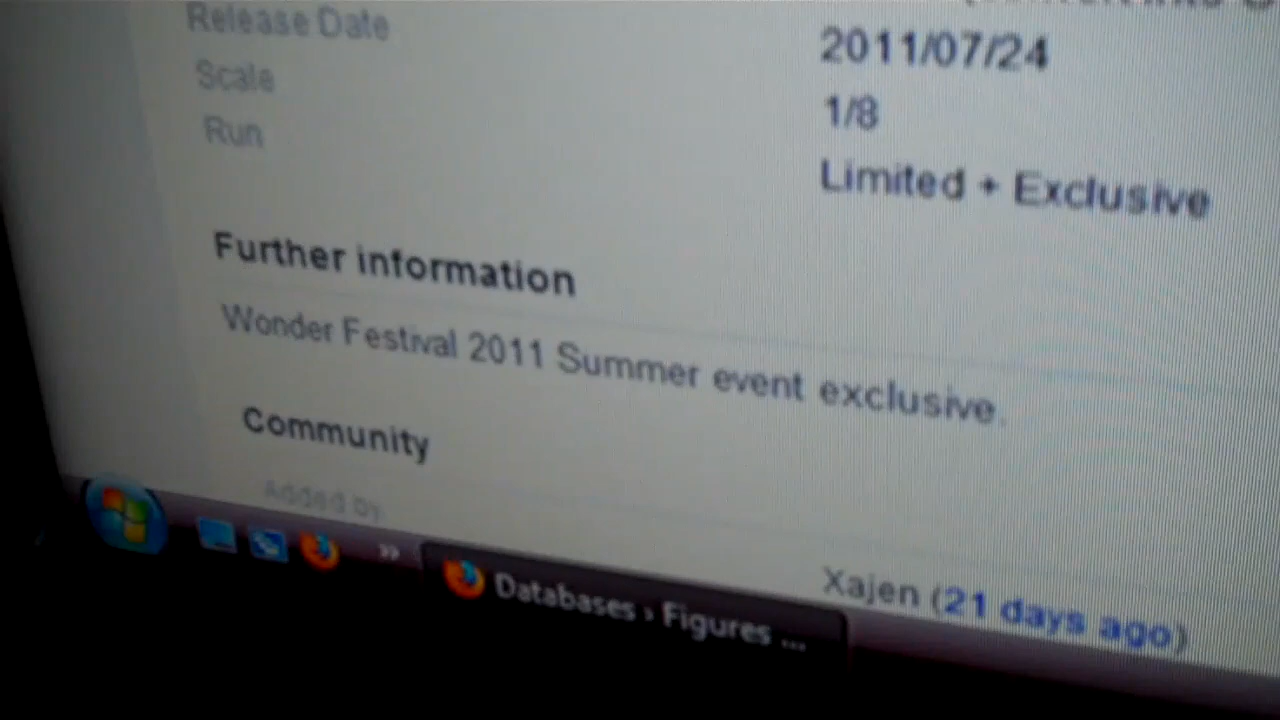 Release Date
2011/07/24
Scale
1/8
Run
Limited + Exclusive
Further information
Wonder Festival 2011 Summer event exclusive.
Community
Added by
Xajen (21 days ago)
»
Databases › Figures ...